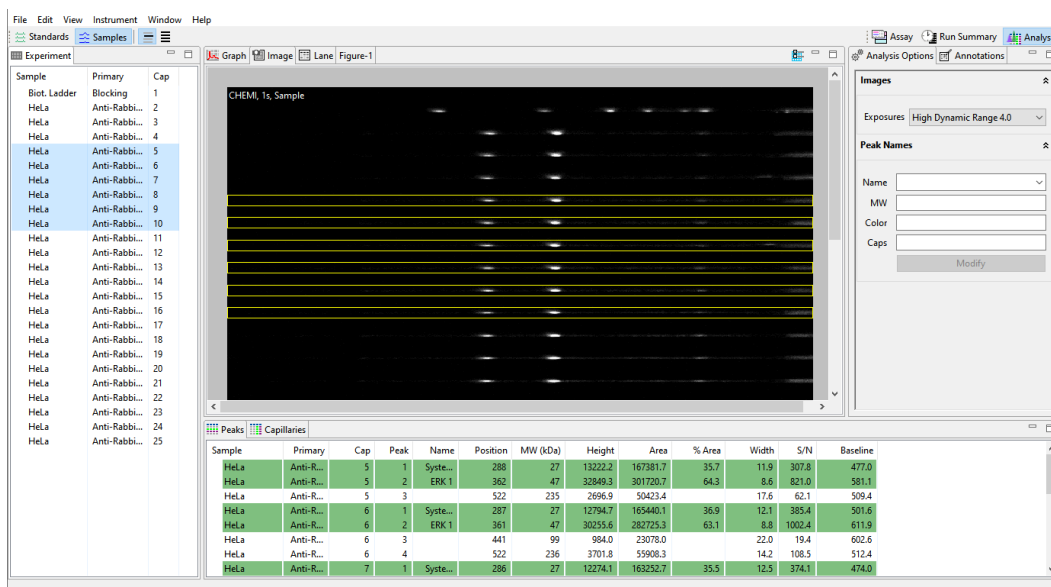 File Edit View Instrument Window Help
Standards Samples Assay Run Summary Analys
Experiment
Graph Image Lane Figure-1
Analysis Options Annotations
Sample Primary Cap
Biot. Ladder Blocking 1
HeLa Anti-Rabbi... 2
HeLa Anti-Rabbi... 3
HeLa Anti-Rabbi... 4
HeLa Anti-Rabbi... 5
HeLa Anti-Rabbi... 6
HeLa Anti-Rabbi... 7
HeLa Anti-Rabbi... 8
HeLa Anti-Rabbi... 9
HeLa Anti-Rabbi... 10
HeLa Anti-Rabbi... 11
HeLa Anti-Rabbi... 12
HeLa Anti-Rabbi... 13
HeLa Anti-Rabbi... 14
HeLa Anti-Rabbi... 15
HeLa Anti-Rabbi... 16
HeLa Anti-Rabbi... 17
HeLa Anti-Rabbi... 18
HeLa Anti-Rabbi... 19
HeLa Anti-Rabbi... 20
HeLa Anti-Rabbi... 21
HeLa Anti-Rabbi... 22
HeLa Anti-Rabbi... 23
HeLa Anti-Rabbi... 24
HeLa Anti-Rabbi... 25
CHEMI, 1s, Sample
Images
Exposures High Dynamic Range 4.0
Peak Names
Name
MW
Color
Caps
Modify
Peaks Capillaries
Sample Primary Cap Peak Name Position MW (kDa) Height Area % Area Width S/N Baseline
HeLa Anti-R... 5 1 Syste... 288 27 13222.2 167381.7 35.7 11.9 307.8 477.0
HeLa Anti-R... 5 2 ERK 1 362 47 32849.3 301720.7 64.3 8.6 821.0 581.1
HeLa Anti-R... 5 3 522 235 2696.9 50423.4 17.6 62.1 509.4
HeLa Anti-R... 6 1 Syste... 287 27 12794.7 165440.1 36.9 12.1 385.4 501.6
HeLa Anti-R... 6 2 ERK 1 361 47 30255.6 282725.3 63.1 8.8 1002.4 611.9
HeLa Anti-R... 6 3 441 99 984.0 23078.0 22.0 19.4 602.6
HeLa Anti-R... 6 4 522 236 3701.8 55908.3 14.2 108.5 512.4
HeLa Anti-R... 7 1 Syste... 286 27 12274.1 163252.7 35.5 12.5 374.1 474.0